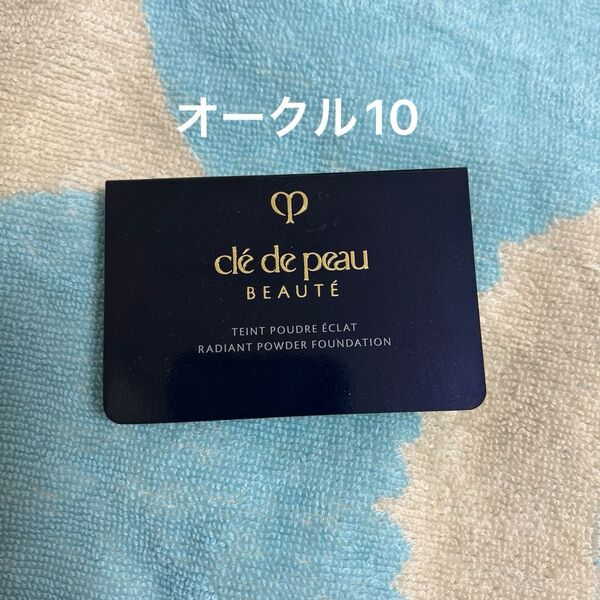 オークル10
clé de peau
BEAUTÉ
TEINT POUDRE ÉCLAT
RADIANT POWDER FOUNDATION